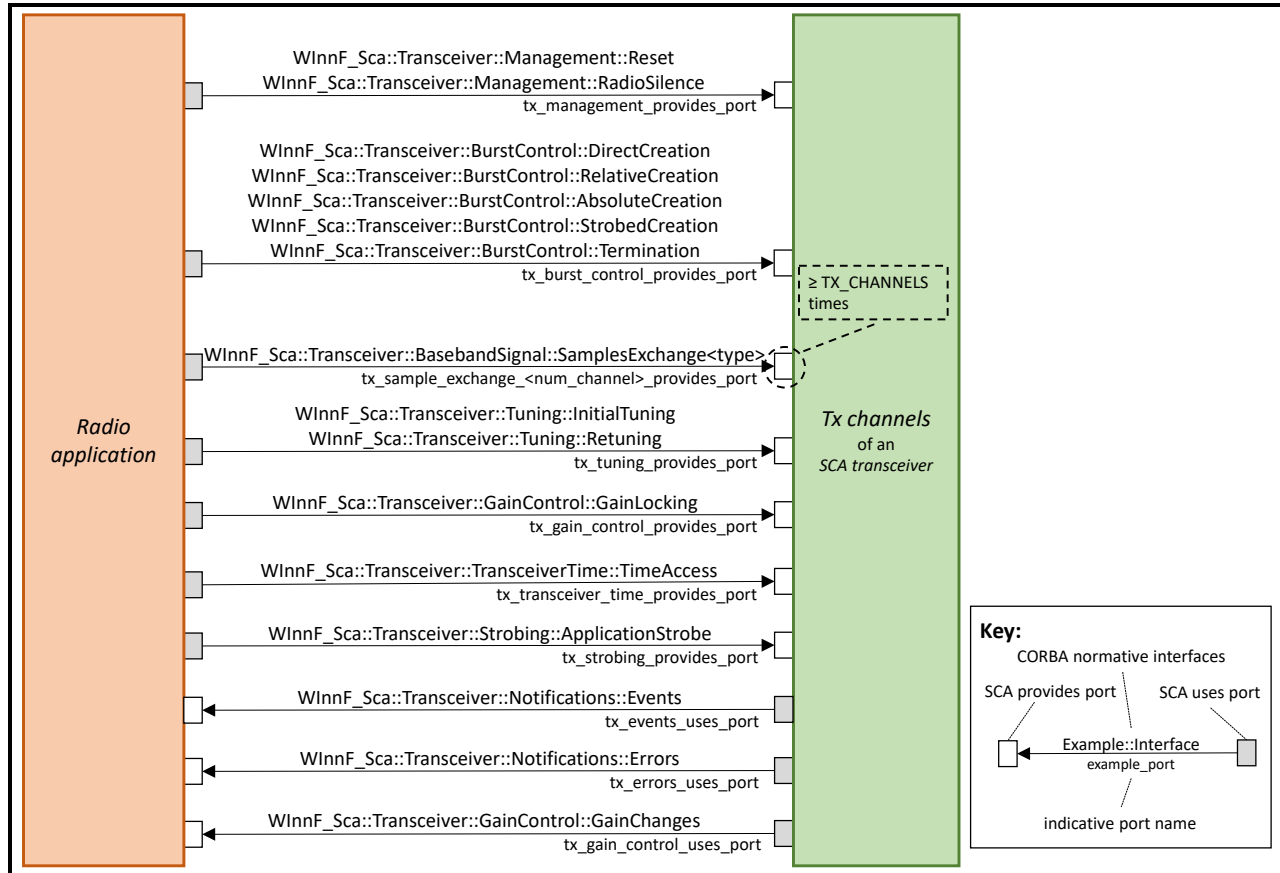 WInnF_Sca::Transceiver::Management::Reset
WInnF_Sca::Transceiver::Management::RadioSilence
tx_management_provides_port
WInnF_Sca::Transceiver::BurstControl::DirectCreation
WInnF_Sca::Transceiver::BurstControl::RelativeCreation
WInnF_Sca::Transceiver::BurstControl::AbsoluteCreation
WInnF_Sca::Transceiver::BurstControl::StrobedCreation
WInnF_Sca::Transceiver::BurstControl::Termination
tx_burst_control_provides_port
≥ TX_CHANNELS
times
WInnF_Sca::Transceiver::BasebandSignal::SamplesExchange<type>
tx_sample_exchange_<num_channel>_provides_port
Radio
application
WInnF_Sca::Transceiver::Tuning::InitialTuning
WInnF_Sca::Transceiver::Tuning::Retuning
tx_tuning_provides_port
Tx channels
of an
SCA transceiver
WInnF_Sca::Transceiver::GainControl::GainLocking
tx_gain_control_provides_port
WInnF_Sca::Transceiver::TransceiverTime::TimeAccess
tx_transceiver_time_provides_port
WInnF_Sca::Transceiver::Strobing::ApplicationStrobe
tx_strobing_provides_port
WInnF_Sca::Transceiver::Notifications::Events
tx_events_uses_port
WInnF_Sca::Transceiver::Notifications::Errors
tx_errors_uses_port
WInnF_Sca::Transceiver::GainControl::GainChanges
tx_gain_control_uses_port
Key:
CORBA normative interfaces
SCA provides port
SCA uses port
Example::Interface
example_port
indicative port name